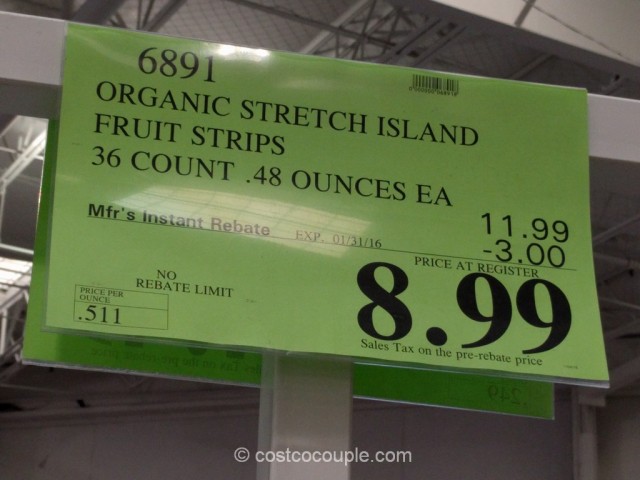 6891
ORGANIC STRETCH ISLAND
FRUIT STRIPS
36 COUNT .48 OUNCES EA
11.99
Mfr's Instant Rebate EXP. 01/31/16 -3.00
PRICE AT REGISTER
NO
REBATE LIMIT
8.99
PRICE PER
OUNCE
.511
Sales Tax on the pre-rebate price
© costcocouple.com